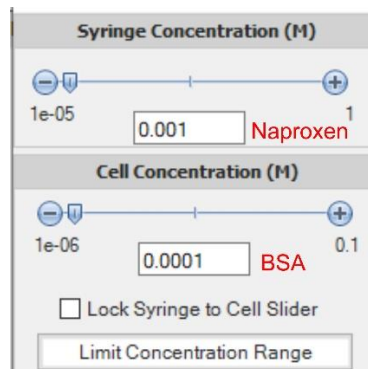 Syringe Concentration (M)
1e-05 1
0.001 Naproxen
Cell Concentration (M)
1e-06 0.1
0.0001 BSA
Lock Syringe to Cell Slider
Limit Concentration Range